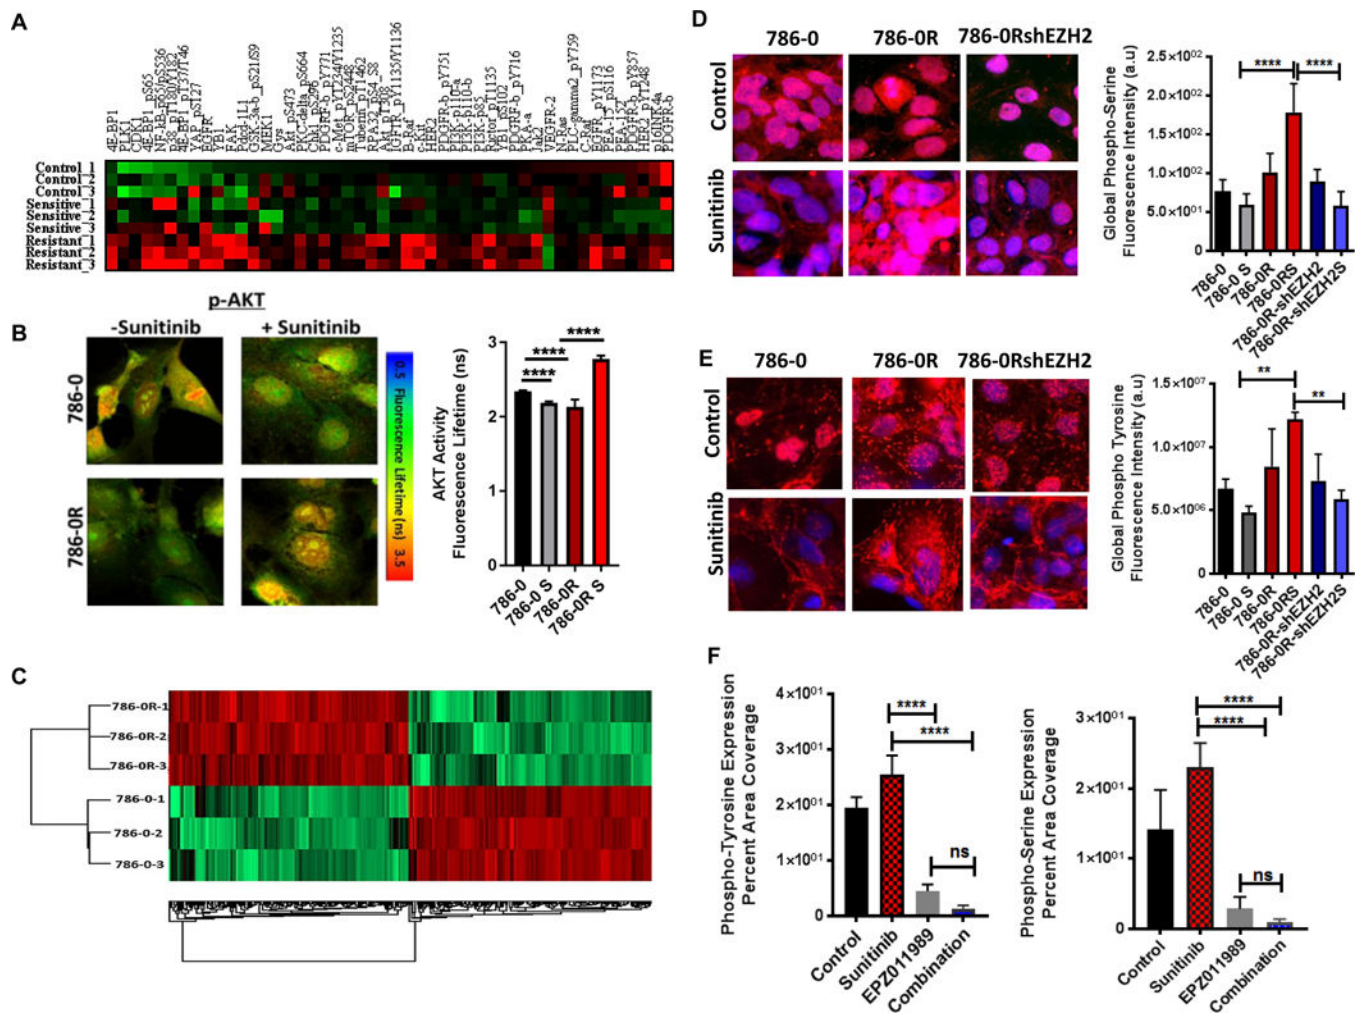 A
4E-BP1
PLK1
CDK1
4E-BP1_pS65
NF-kB-p65_pS536
p38_pT180/Y182
4E-BP1_pT37/T46
YAP_pS127
EGFR
YB1
FAK
Pdcd-1L1
GSK-3a-b_pS21/S9
MEK1
Gys
Akt_pS473
PKC-delta_pS664
Chk1_pS296
PDGFR-b_pY771
c-Met_pY1234/Y1235
mTOR_pS2448
Tuberin_pT1462
RPA32_pS4_S8
Akt_pT308
IGF1R_pY1135/Y1136
B-Raf
c-Kit
HER2
PDGFR-b_pY751
PI3K-p110-a
PI3K-p110-b
PI3K-p85
YB1_pS102
PDGRF-b_pY716
PKA-a
Jak2
VEGFR-2
N-Ras
PLC-gamma2_pY759
C-Raf
EGFR_pY1173
PEA-15_pS116
PEA-15
PDGFR-b_pY857
HER2_pY1248
p16INK4a
PDGFR-b
Control_1
Control_2
Control_3
Sensitive_1
Sensitive_2
Sensitive_3
Resistant_1
Resistant_2
Resistant_3
B
p-AKT
-Sunitinib
+ Sunitinib
786-0
786-0R
0.5 Fluorescence Lifetime (ns) 3.5
AKT Activity
Fluorescence Lifetime (ns)
3
2
1
0
****
****
****
786-0
786-0 S
786-0R
786-0R S
C
786-0R-1
786-0R-2
786-0R-3
786-0-1
786-0-2
786-0-3
D
786-0
786-0R
786-0RshEZH2
Control
Sunitinib
Global Phospho-Serine
Fluorescence Intensity (a.u)
2.5×10⁰²
2.0×10⁰²
1.5×10⁰²
1.0×10⁰²
5.0×10⁰¹
0
****
****
786-0
786-0 S
786-0R
786-0RS
786-0R-shEZH2
786-0R-shEZH2S
E
786-0
786-0R
786-0RshEZH2
Control
Sunitinib
Global Phospho Tyrosine
Fluorescence Intensity (a.u)
1.5×10⁰⁷
1.0×10⁰⁷
5.0×10⁰⁶
0
**
**
786-0
786-0 S
786-0R
786-0RS
786-0R-shEZH2
786-0R-shEZH2S
F
Phospho-Tyrosine Expression
Percent Area Coverage
4×10⁰¹
3×10⁰¹
2×10⁰¹
1×10⁰¹
0
****
****
ns
Control
Sunitinib
EPZ011989
Combination
Phospho-Serine Expression
Percent Area Coverage
3×10⁰¹
2×10⁰¹
1×10⁰¹
0
****
****
ns
Control
Sunitinib
EPZ011989
Combination